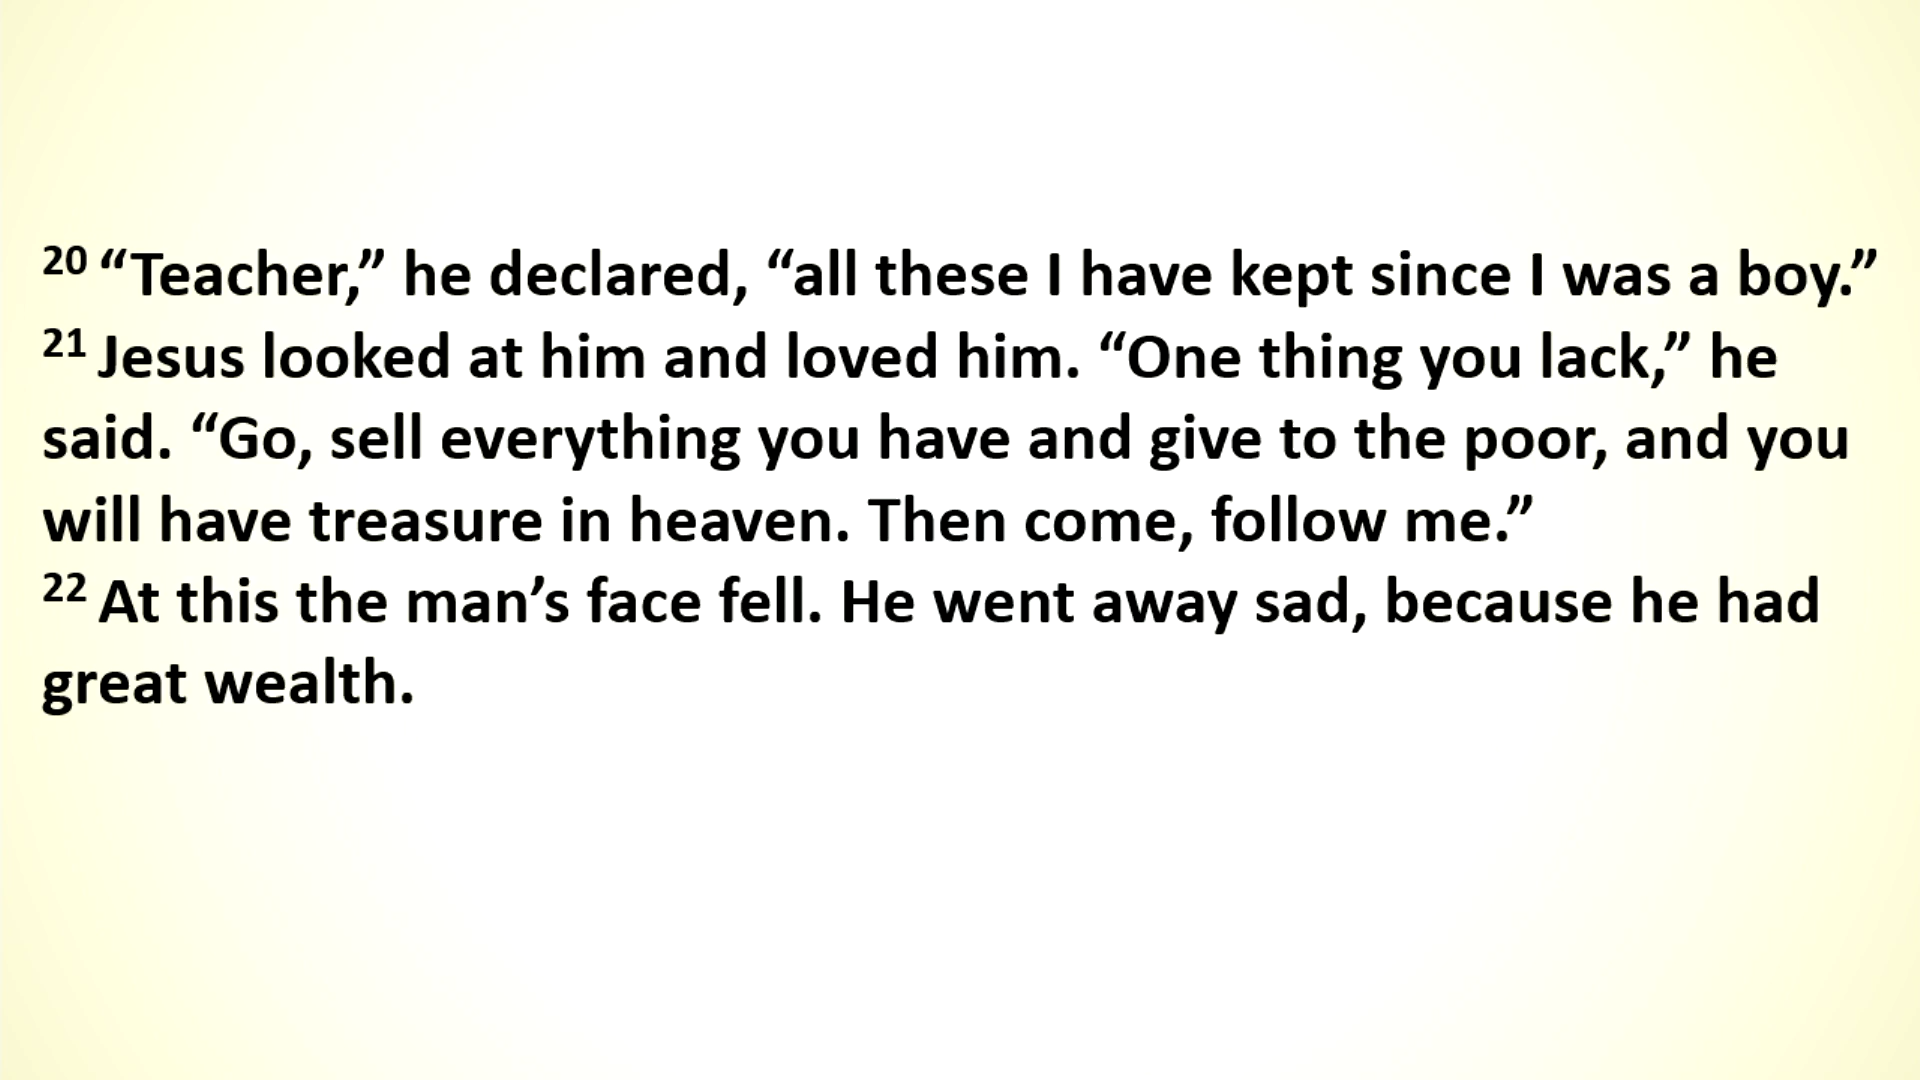 20 “Teacher,” he declared, “all these I have kept since I was a boy.”
21 Jesus looked at him and loved him. “One thing you lack,” he
said. “Go, sell everything you have and give to the poor, and you
will have treasure in heaven. Then come, follow me.”
22 At this the man’s face fell. He went away sad, because he had
great wealth.